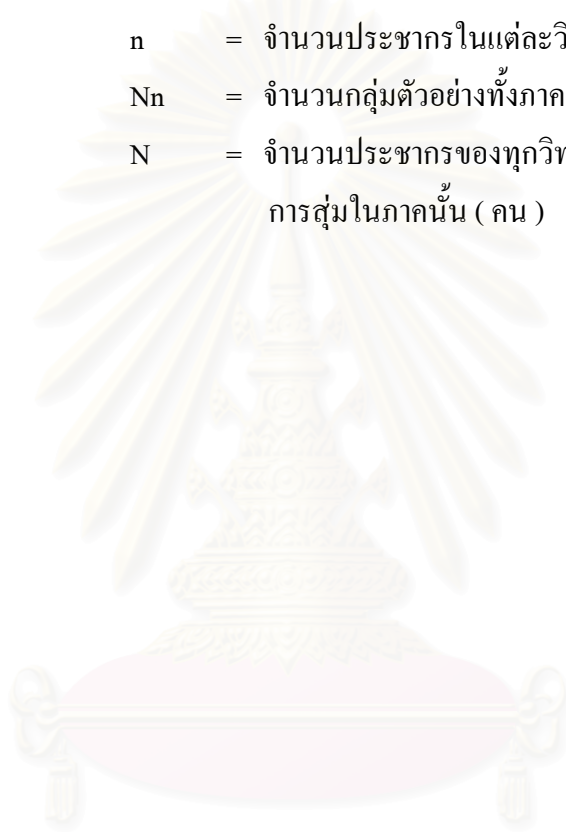 n = จำนวนประชากรในแต่ละ
Nn = จำนวนกลุ่มตัวอย่างทั้งภาค
N = จำนวนประชากรของทุก
การสุ่มในภาคนั้น ( คน )